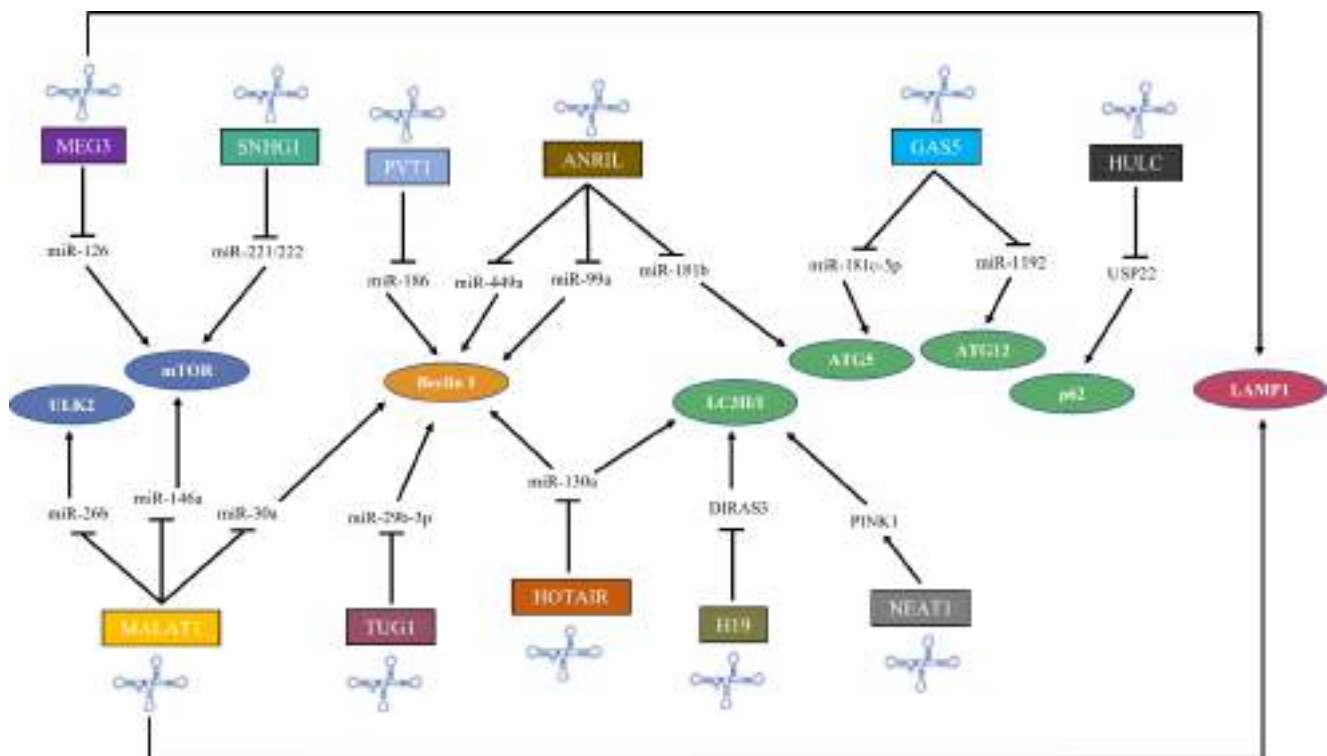 MEG3
SNHG1
PVT1
ANRIL
GAS5
HULC
miR-126
miR-221/222
miR-186
miR-449a
miR-99a
miR-181b
miR-181c-5p
miR-1192
USP22
mTOR
ULK2
Beclin 1
LC3II/I
ATG5
ATG12
p62
LAMP1
miR-26b
miR-146a
miR-30a
miR-29b-3p
miR-130a
DIRAS3
PINK1
MALAT1
TUG1
HOTAIR
H19
NEAT1